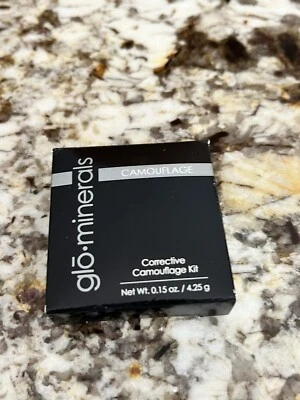 glō·minerals
CAMOUFLAGE
Corrective
Camouflage Kit
Net Wt. 0.15 oz. / 4.25 g